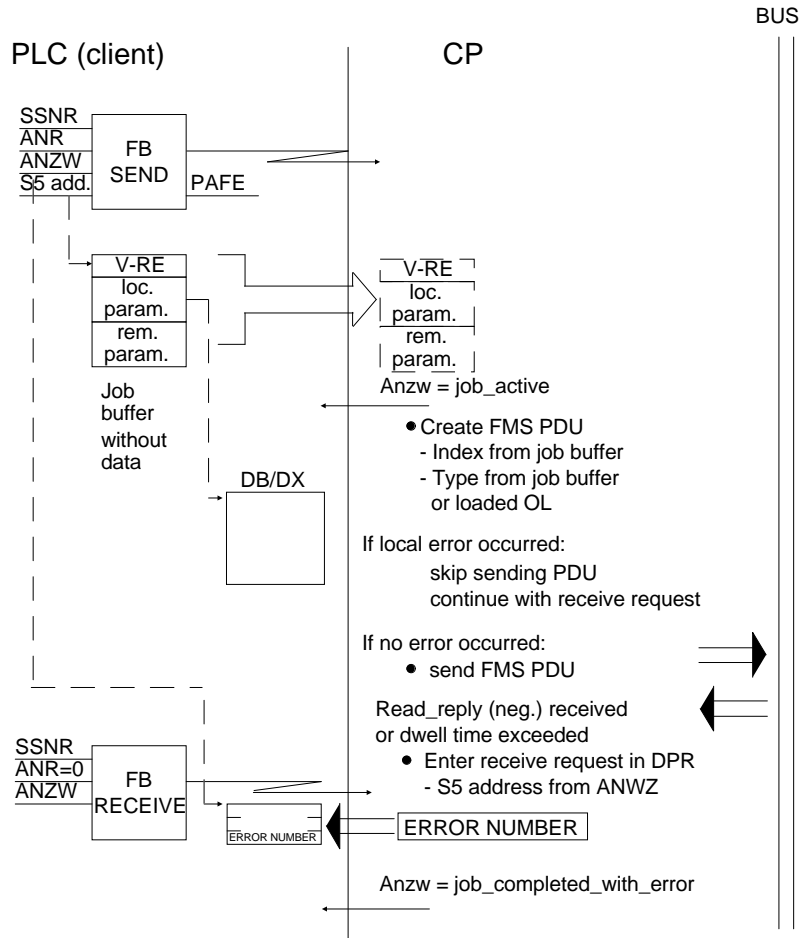 BUS
PLC (client)
CP
SSNR
ANR
ANZW
S5 add.
FB
SEND
PAFE
V-RE
loc.
param.
rem.
param.
V-RE
loc.
param.
rem.
param.
Job
buffer
without
data
DB/DX
Anzw = job_active
• Create FMS PDU
- Index from job buffer
- Type from job buffer
or loaded OL
If local error occurred:
skip sending PDU
continue with receive request
If no error occurred:
• send FMS PDU
Read_reply (neg.) received
or dwell time exceeded
• Enter receive request in DPR
- S5 address from ANWZ
SSNR
ANR=0
ANZW
FB
RECEIVE
ERROR NUMBER
ERROR NUMBER
Anzw = job_completed_with_error